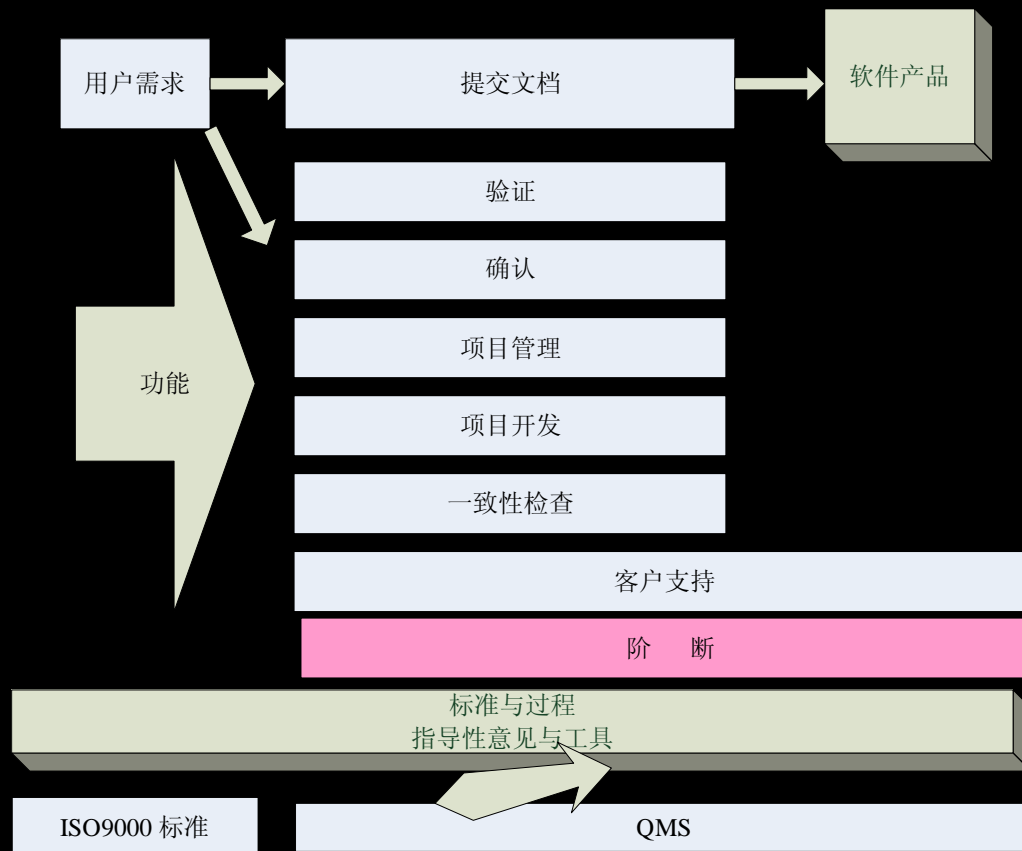 用户需求
提交文档
软件产品
验证
确认
项目管理
功能
项目开发
一致性检查
客户支持
阶 断
标准与过程
指导性意见与工具
ISO9000 标准
QMS